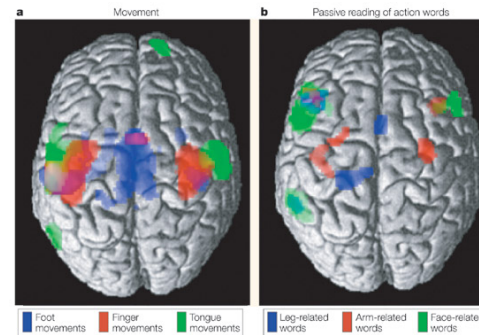 a Movement
b Passive reading of action words
Foot movements
Finger movements
Tongue movements
Leg-related words
Arm-related words
Face-related words